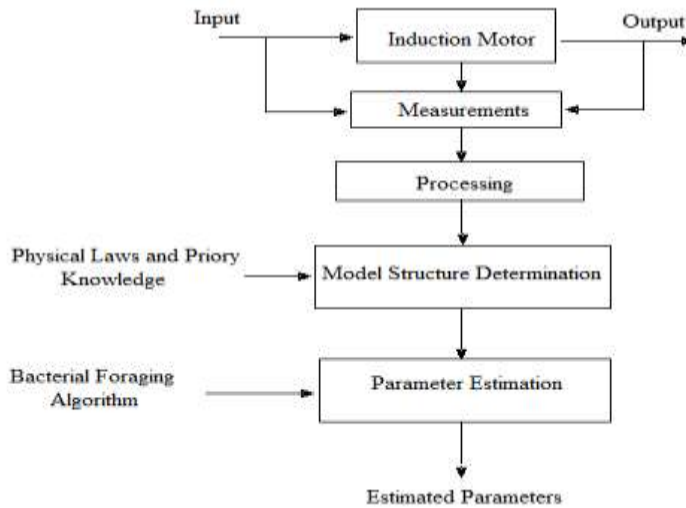 Input
Output
Induction Motor
Measurements
Processing
Physical Laws and Priory
Knowledge
Model Structure Determination
Bacterial Foraging
Algorithm
Parameter Estimation
Estimated Parameters